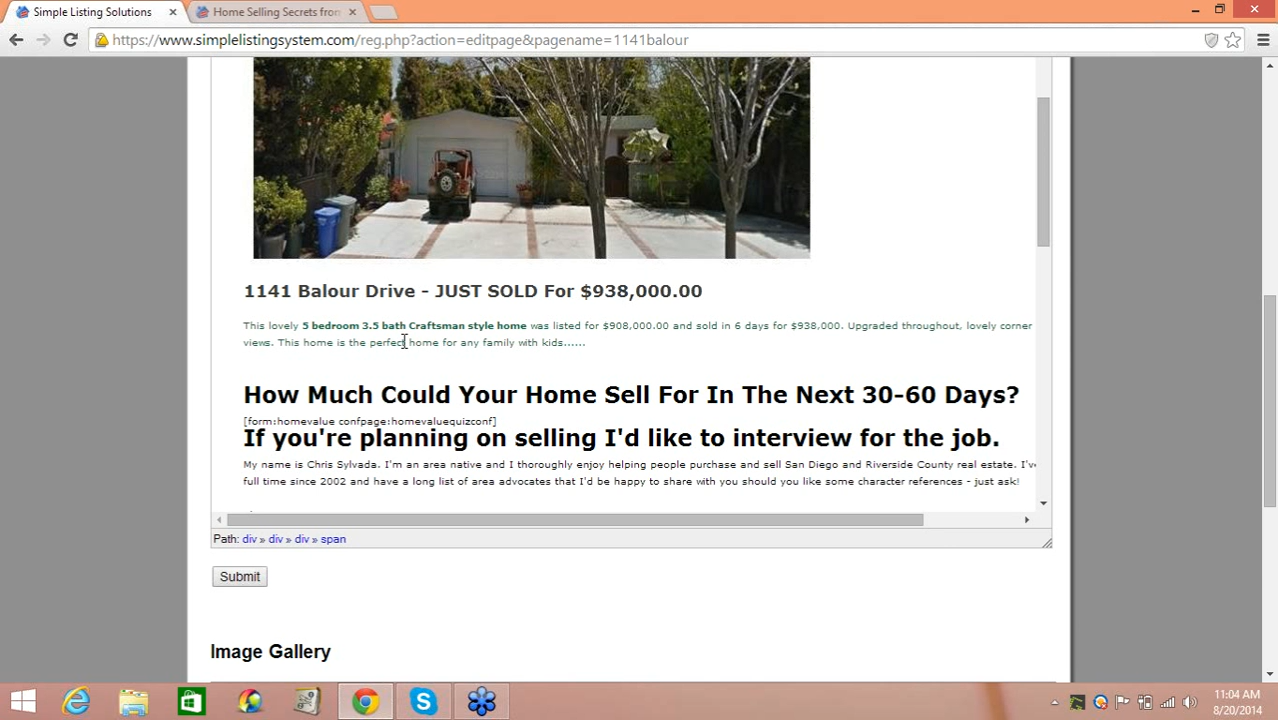 Simple Listing Solutions
Home Selling Secrets from
https://www.simplelistingsystem.com/reg.php?action=editpage&pagename=1141balour
1141 Balour Drive - JUST SOLD For $938,000.00
This lovely 5 bedroom 3.5 bath Craftsman style home was listed for $908,000.00 and sold in 6 days for $938,000. Upgraded throughout, lovely corner
views. This home is the perfect home for any family with kids......
How Much Could Your Home Sell For In The Next 30-60 Days?
[form:homevalue confpage:homevaluequizconf]
If you're planning on selling I'd like to interview for the job.
My name is Chris Sylvada. I'm an area native and I thoroughly enjoy helping people purchase and sell San Diego and Riverside County real estate. I'v
full time since 2002 and have a long list of area advocates that I'd be happy to share with you should you like some character references - just ask!
Path: div » div » div » span
Submit
Image Gallery
11:04 AM
8/20/2014